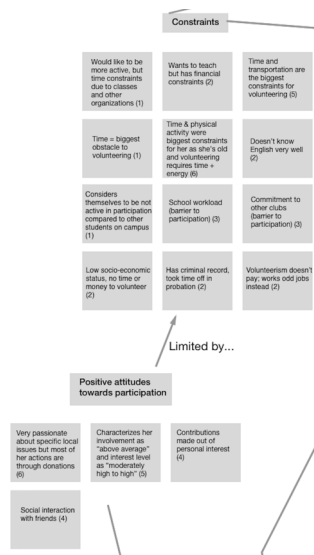 Constraints
Would like to
be more active, but
time constraints
due to classes
and other
organizations (1)
Wants to teach
but has financial
constraints (2)
Time and
transportation are
the biggest
constraints for
volunteering (5)
Time = biggest
obstacle to
volunteering (1)
Time & physical
activity were
biggest constraints
for her as she's old
and volunteering
requires time +
energy (6)
Doesn't know
English very well
(2)
Considers
themselves to be not
active in participation
compared to other
students on campus
(1)
School workload
(barrier to
participation) (3)
Commitment to
other clubs
(barrier to
participation) (3)
Low socio-economic
status, no time or
money to volunteer
(2)
Has criminal record,
took time off in
probation (2)
Volunteerism doesn't
pay; works odd jobs
instead (2)
Limited by...
Positive attitudes
towards participation
Very passionate
about specific local
issues but most of
her actions are
through donations
(6)
Characterizes her
involvement as
"above average"
and interest level
as "moderately
high to high" (5)
Contributions
made out of
personal interest
(4)
Social interaction
with friends (4)